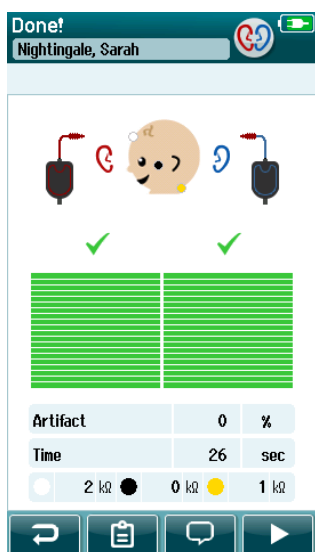 Done!
Nightingale, Sarah
Artifact 0 %
Time 26 sec
2 kΩ 0 kΩ 1 kΩ